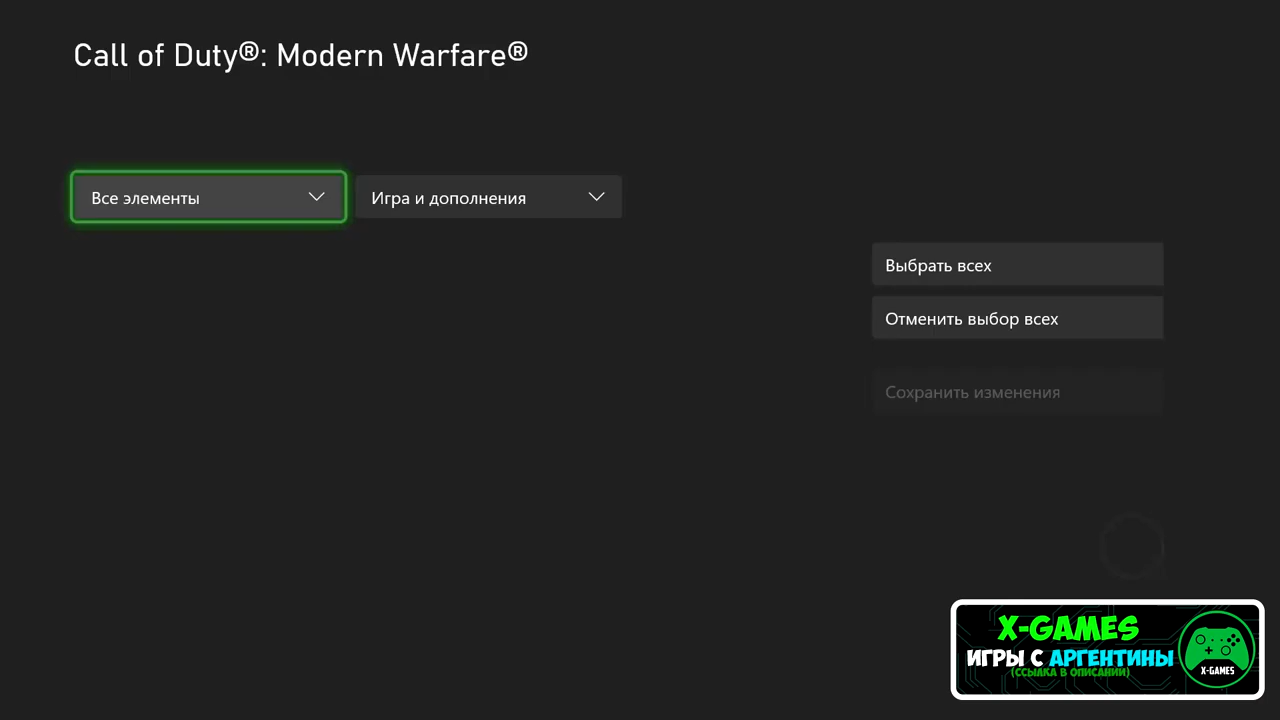 Call of Duty®: Modern Warfare®
Все элементы
Игра и дополнения
Выбрать всех
Отменить выбор всех
Сохранить изменения
X-GAMES
ИГРЫ С АРГЕНТИНЫ
(ССЫЛКА В ОПИСАНИИ)
X-GAMES